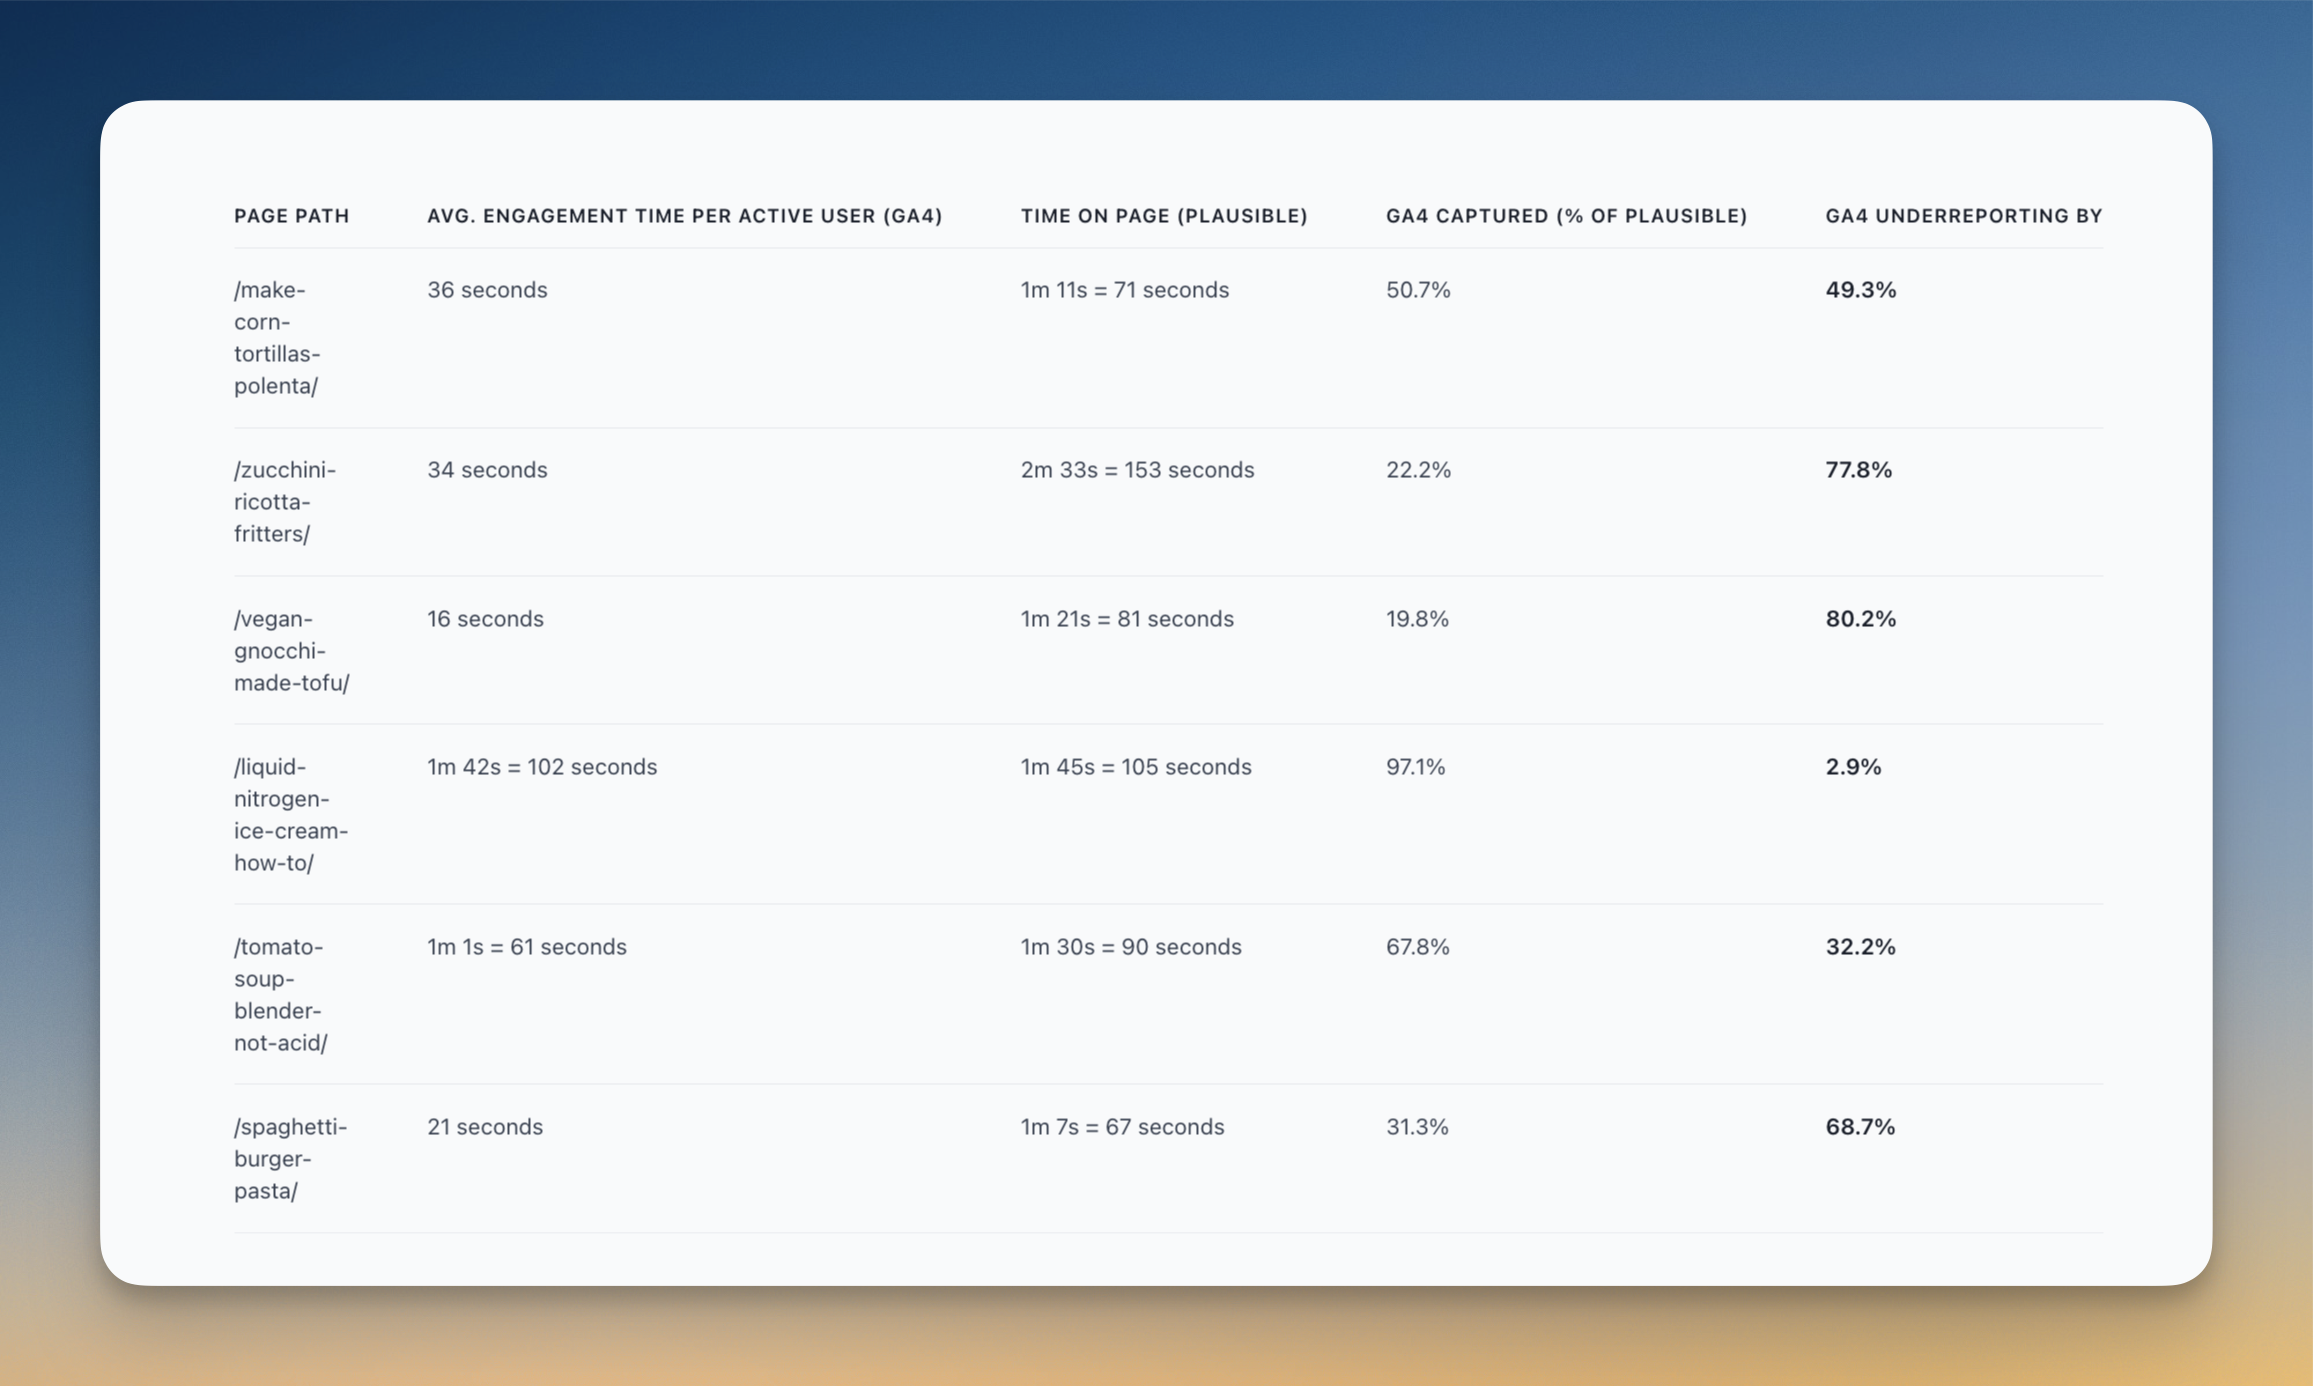 PAGE PATH AVG. ENGAGEMENT TIME PER ACTIVE USER (GA4) TIME ON PAGE (PLAUSIBLE) GA4 CAPTURED (% OF PLAUSIBLE) GA4 UNDERREPORTING BY
/make- 36 seconds 1m 11s = 71 seconds 50.7% 49.3%
corn-
tortillas-
polenta/
/zucchini- 34 seconds 2m 33s = 153 seconds 22.2% 77.8%
ricotta-
fritters/
/vegan- 16 seconds 1m 21s = 81 seconds 19.8% 80.2%
gnocchi-
made-tofu/
/liquid- 1m 42s = 102 seconds 1m 45s = 105 seconds 97.1% 2.9%
nitrogen-
ice-cream-
how-to/
/tomato- 1m 1s = 61 seconds 1m 30s = 90 seconds 67.8% 32.2%
soup-
blender-
not-acid/
/spaghetti- 21 seconds 1m 7s = 67 seconds 31.3% 68.7%
burger-
pasta/